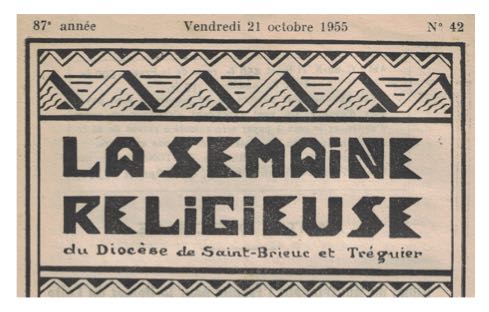 87e année Vendredi 21 octobre 1955 N° 42
LA SEMAINE
RELIGIEUSE
du Diocèse de Saint-Brieuc et Tréguier